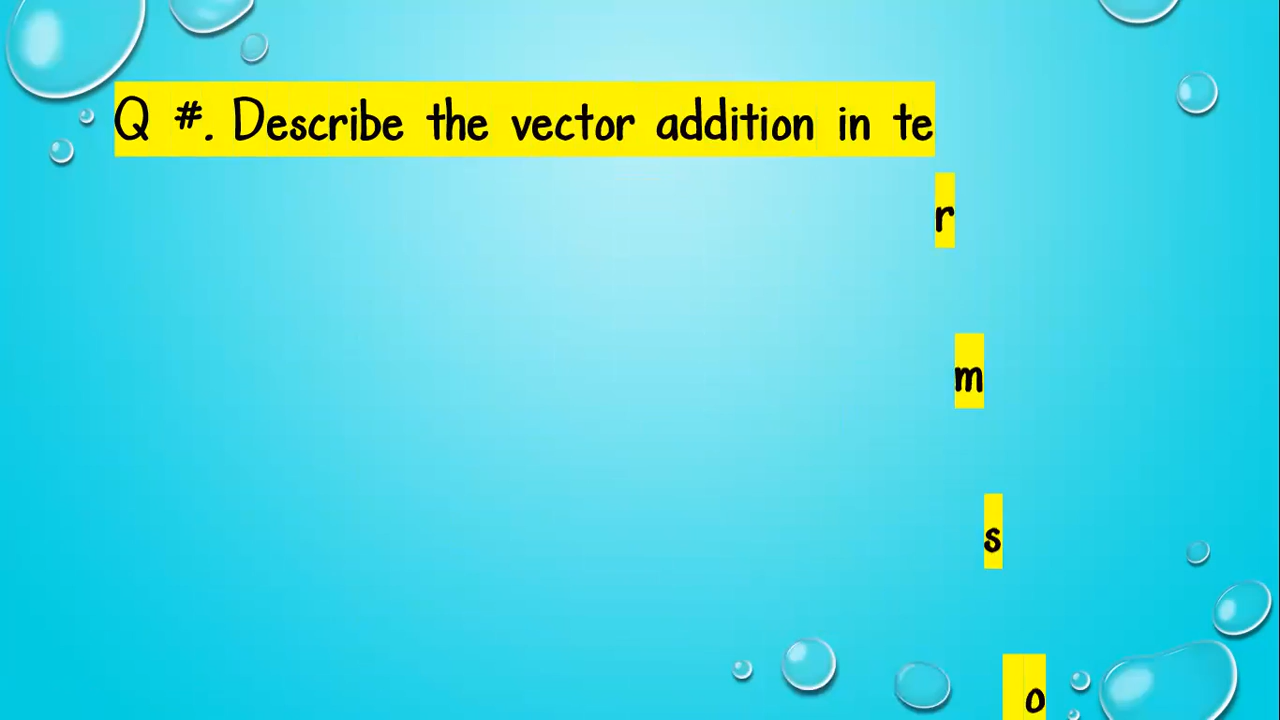 Q #. Describe the vector addition in te
r
m
s
o